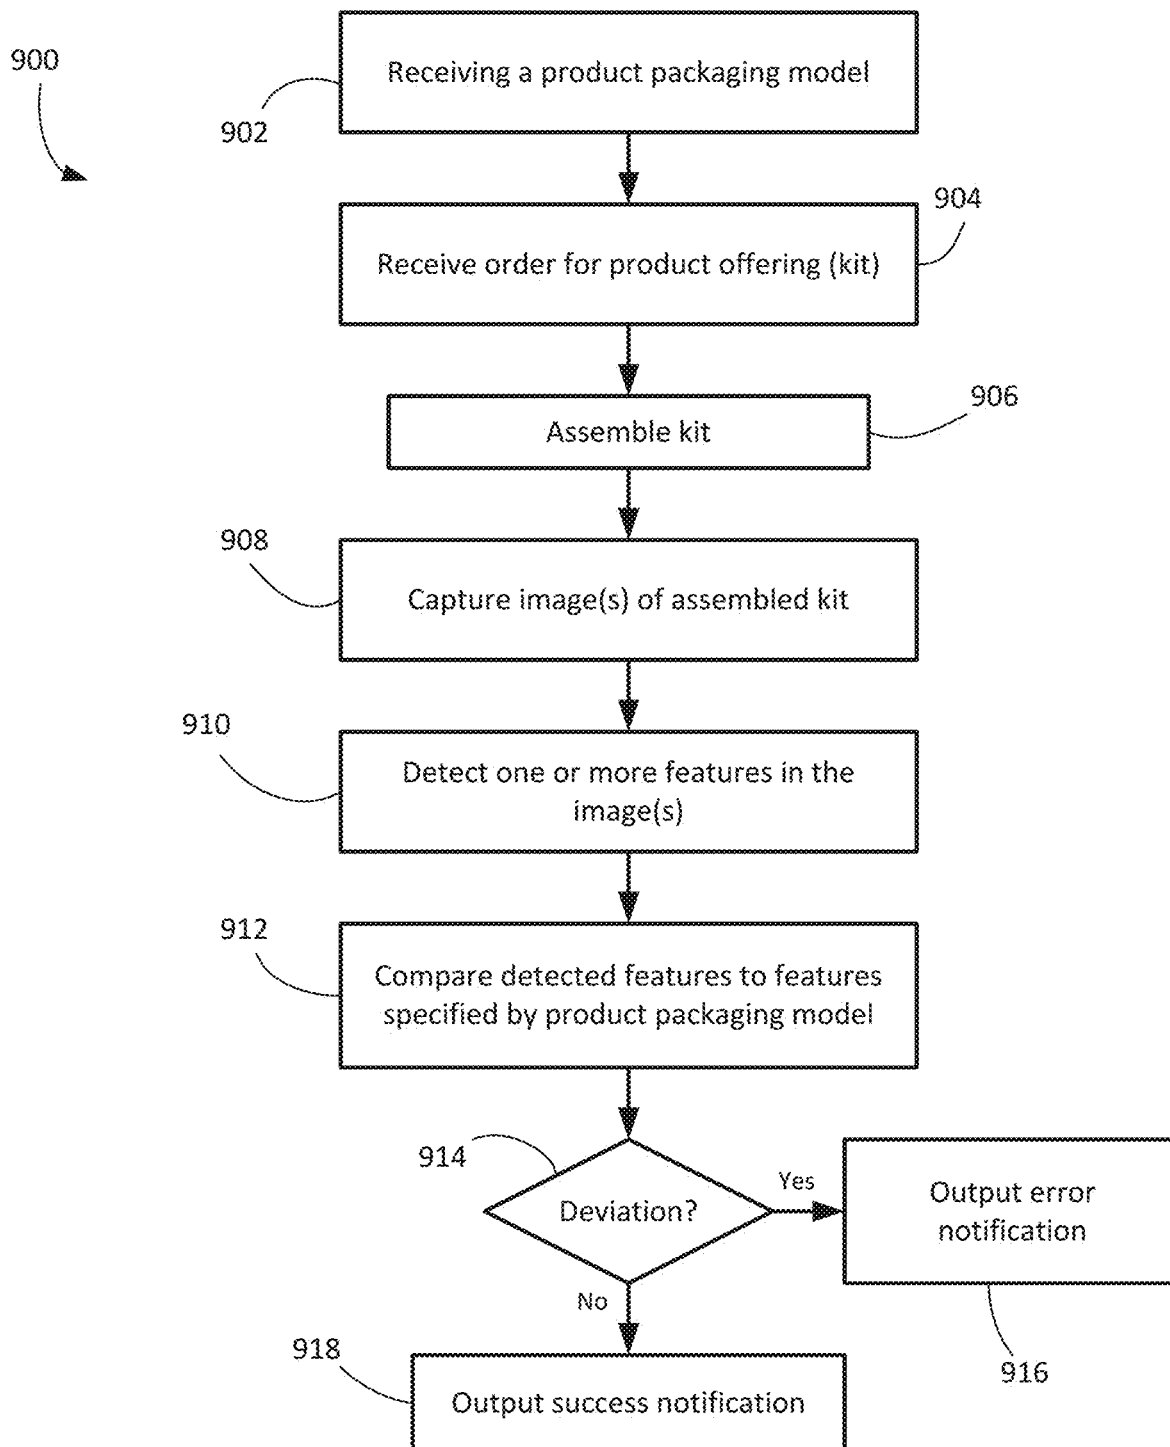 900
Receiving a product packaging model
902
904
Receive order for product offering (kit)
906
Assemble kit
908
Capture image(s) of assembled kit
910
Detect one or more features in the
image(s)
912
Compare detected features to features
specified by product packaging model
914
Deviation?
Yes
Output error
notification
No
916
918
Output success notification